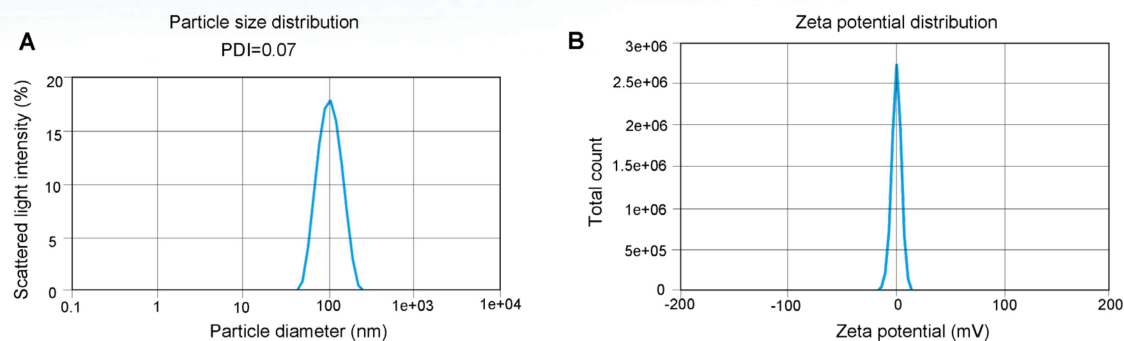 A
Particle size distribution
PDI=0.07
Scattered light intensity (%)
20
15
10
5
0
0.1
1
10
100
1e+03
1e+04
Particle diameter (nm)
B
Zeta potential distribution
Total count
3e+06
2.5e+06
2e+06
1.5e+06
1e+06
5e+05
0
-200
-100
0
100
200
Zeta potential (mV)